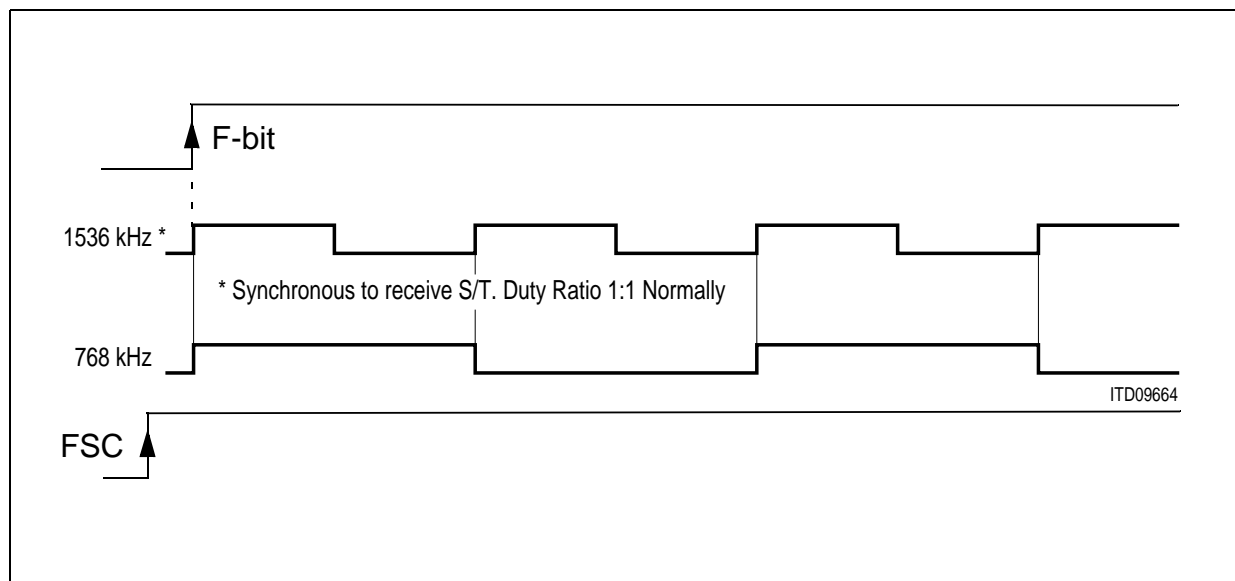 F-bit
1536 kHz *
* Synchronous to receive S/T. Duty Ratio 1:1 Normally
768 kHz
ITD09664
FSC